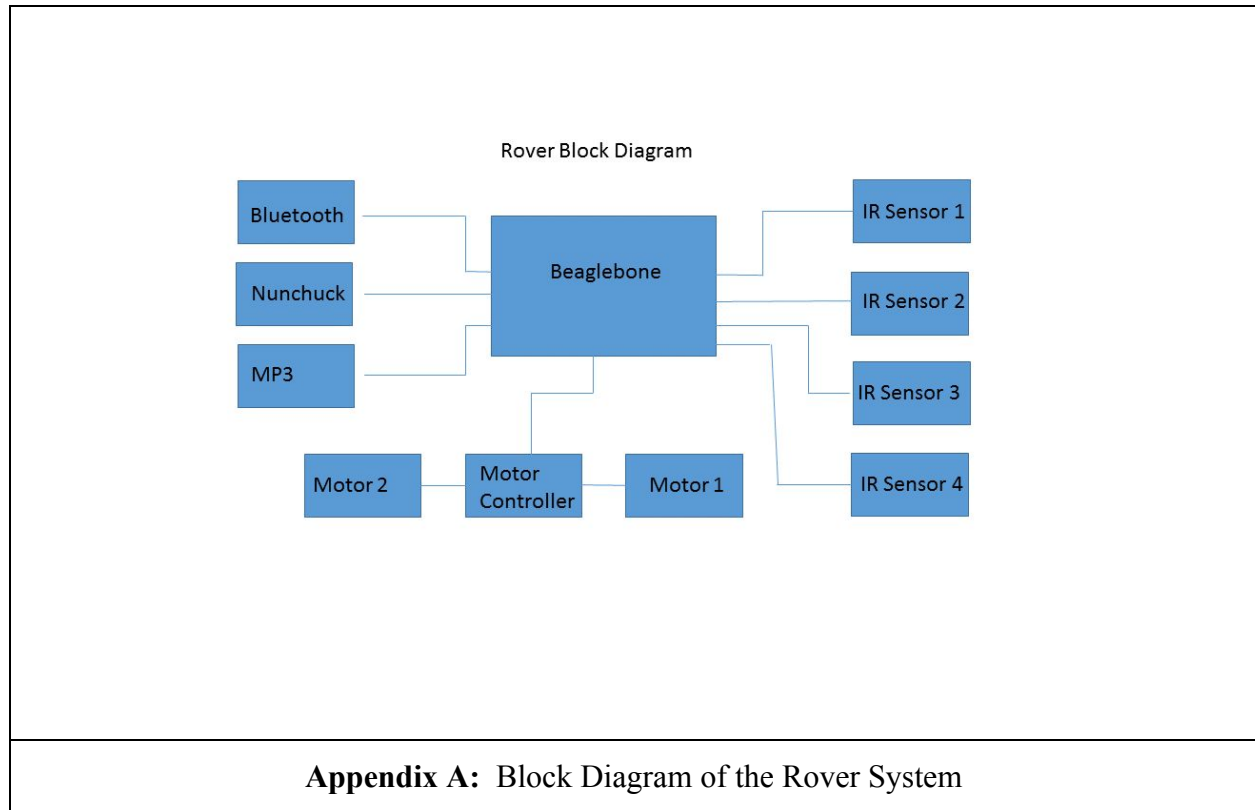 Rover Block Diagram
Bluetooth
Nunchuck
MP3
Beaglebone
IR Sensor 1
IR Sensor 2
IR Sensor 3
IR Sensor 4
Motor 2
Motor
Controller
Motor 1
Appendix A: Block Diagram of the Rover System